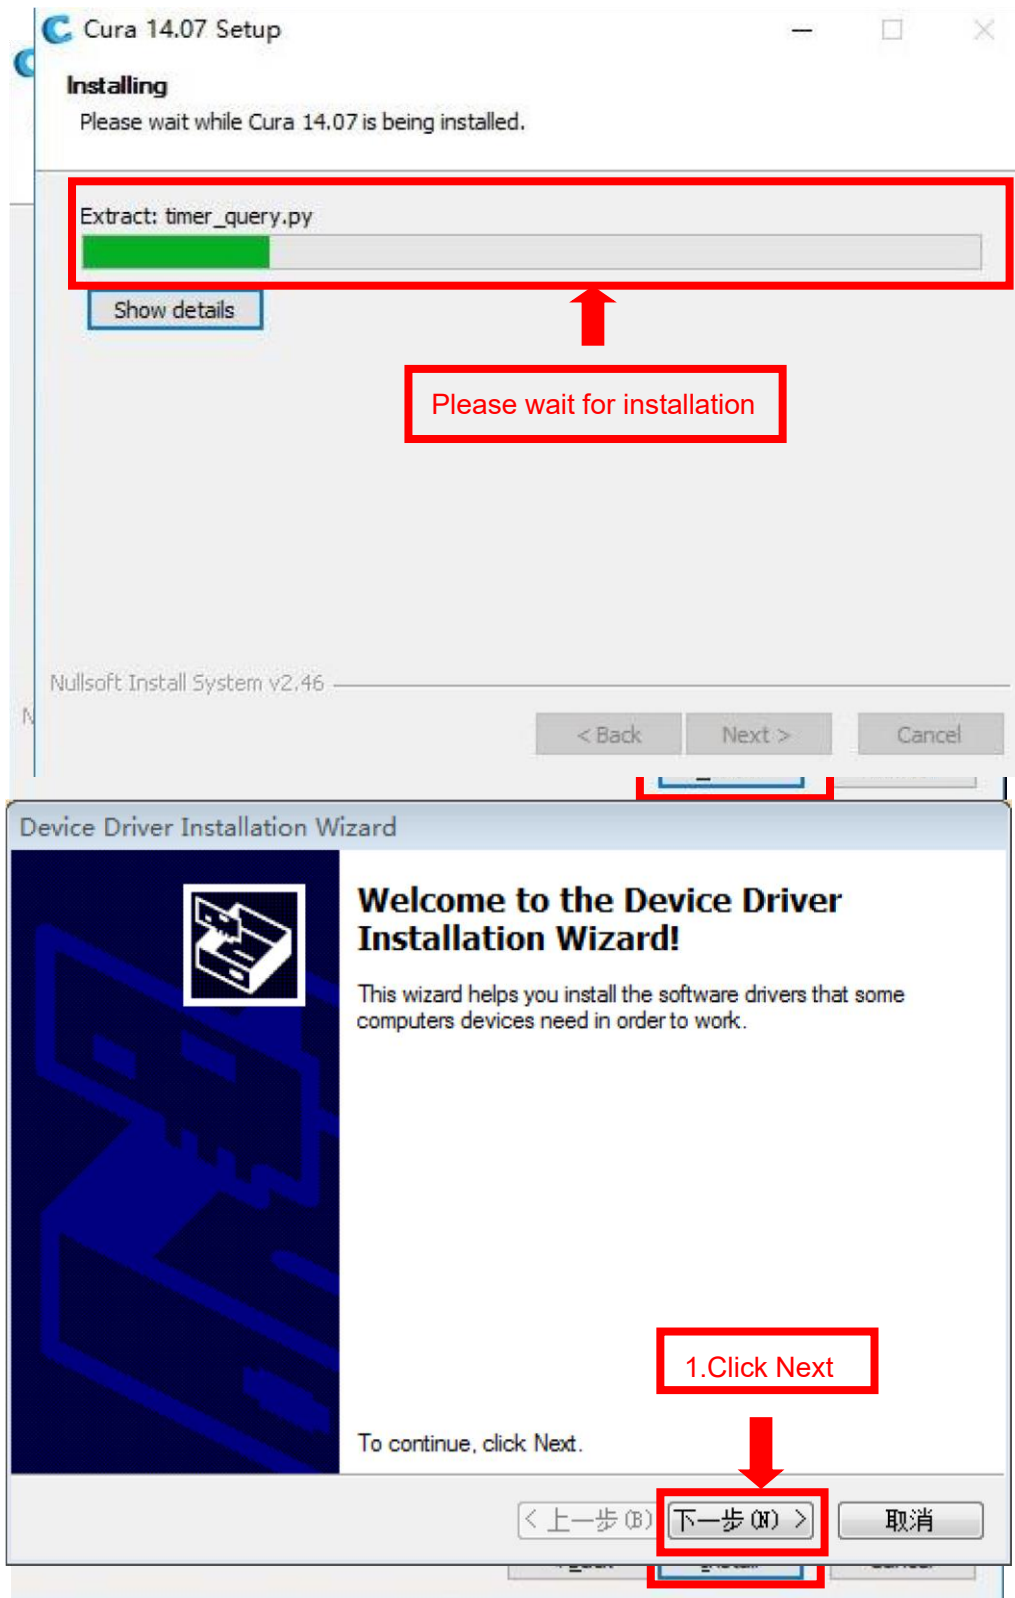 Cura 14.07 Setup
Installing
Please wait while Cura 14.07 is being installed.
Extract: timer_query.py
Show details
Please wait for installation
Nullsoft Install System v2.46
< Back Next > Cancel
Device Driver Installation Wizard
Welcome to the Device Driver
Installation Wizard!
This wizard helps you install the software drivers that some
computers devices need in order to work.
1.Click Next
To continue, click Next.
< 上一步(B) 下一步(N) > 取消